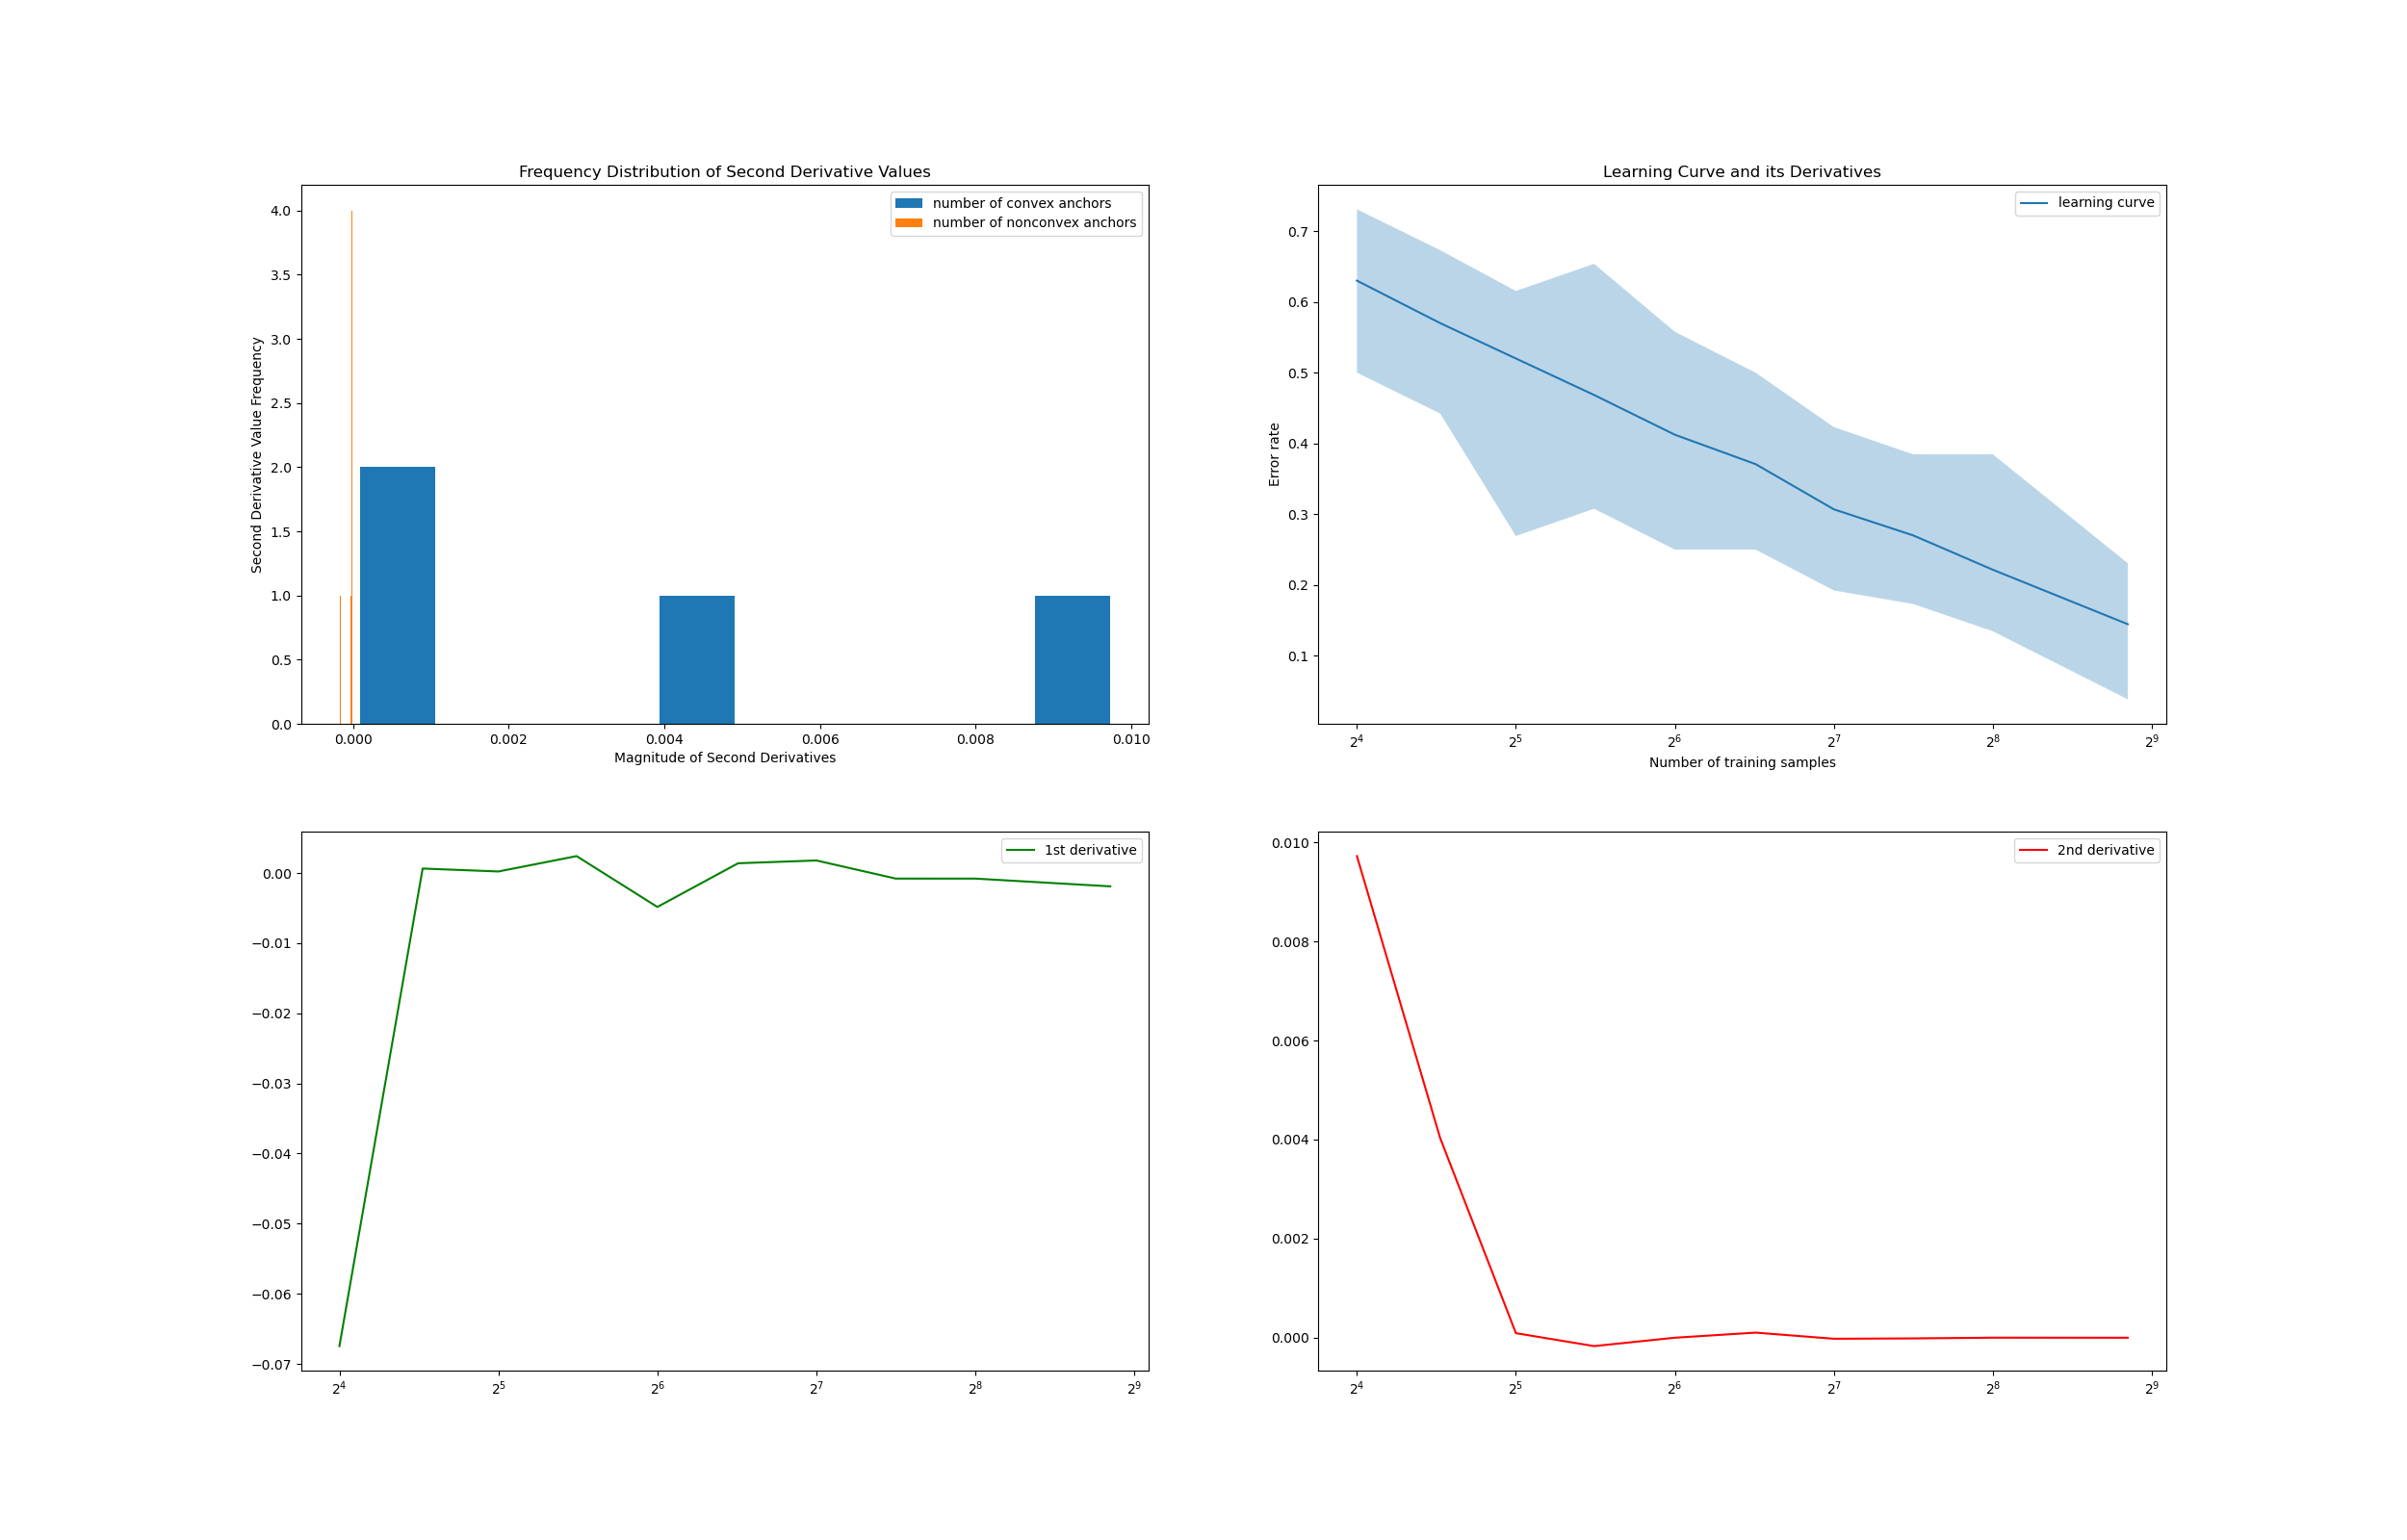 Frequency Distribution of Second Derivative Values
number of convex anchors
number of nonconvex anchors
Second Derivative Value Frequency
4.0
3.5
3.0
2.5
2.0
1.5
1.0
0.5
0.0
0.000 0.002 0.004 0.006 0.008 0.010
Magnitude of Second Derivatives
Learning Curve and its Derivatives
learning curve
Error rate
0.7
0.6
0.5
0.4
0.3
0.2
0.1
2⁴ 2⁵ 2⁶ 2⁷ 2⁸ 2⁹
Number of training samples
1st derivative
0.00
−0.01
−0.02
−0.03
−0.04
−0.05
−0.06
−0.07
2⁴ 2⁵ 2⁶ 2⁷ 2⁸ 2⁹
2nd derivative
0.010
0.008
0.006
0.004
0.002
0.000
2⁴ 2⁵ 2⁶ 2⁷ 2⁸ 2⁹